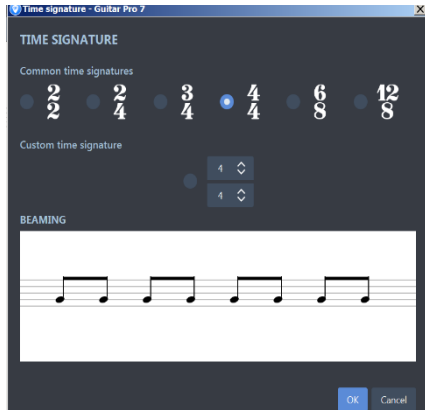 Time signature - Guitar Pro 7
TIME SIGNATURE
Common time signatures
2 2 3 4 6 12
2 4 4 4 8 8
Custom time signature
4
4
BEAMING
OK Cancel